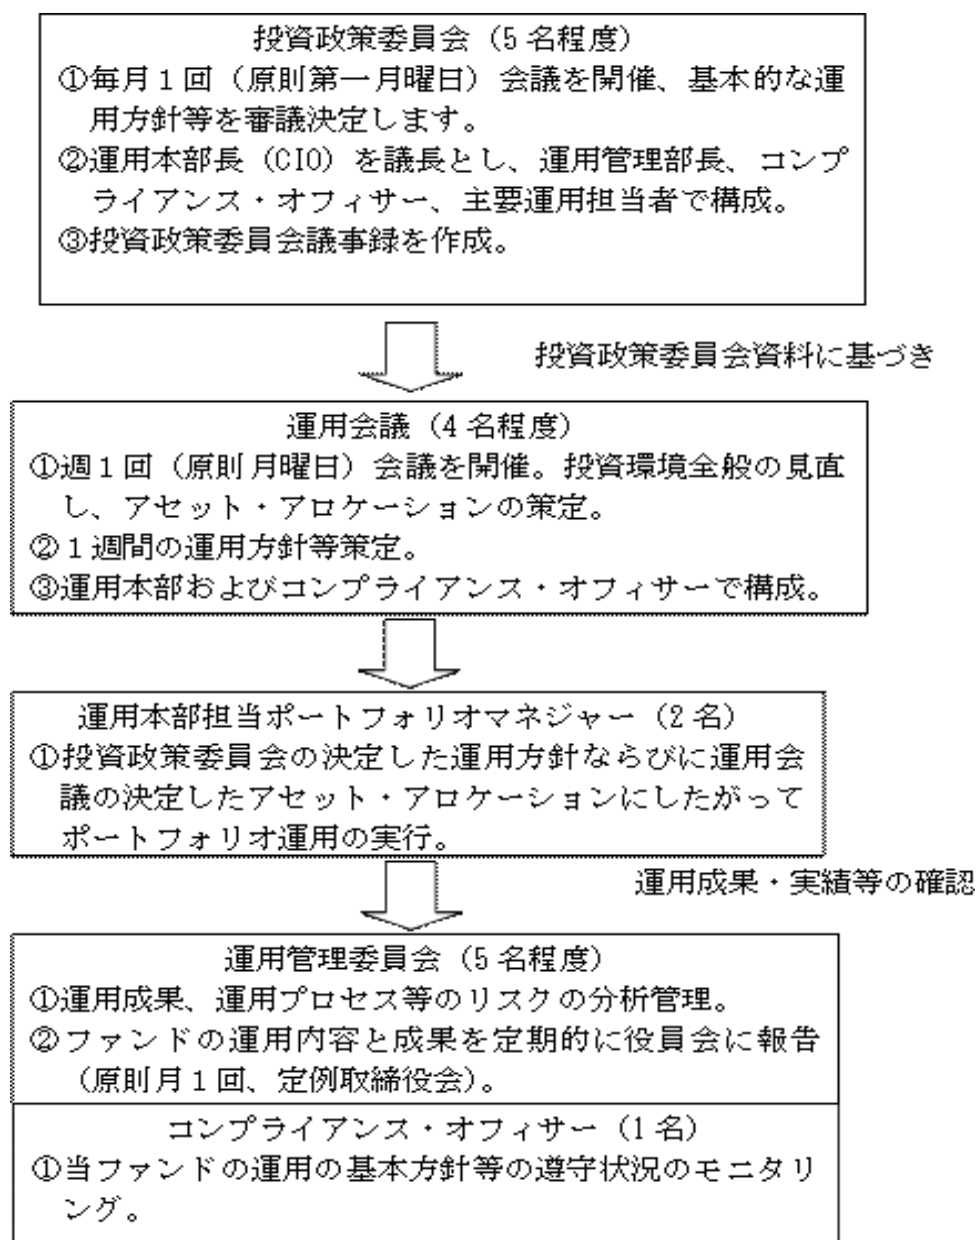 投資政策委員会（5名程度）
①毎月1回（原則第一月曜日）会議を開催、基本的な運
用方針等を審議決定します。
②運用本部長（CIO）を議長とし、運用管理部長、コンプ
ライアンス・オフィサー、主要運用担当者で構成。
③投資政策委員会議事録を作成。
投資政策委員会資料に基づき
運用会議（4名程度）
①週1回（原則月曜日）会議を開催。投資環境全般の見直
し、アセット・アロケーションの策定。
②1週間の運用方針等策定。
③運用本部およびコンプライアンス・オフィサーで構成。
運用本部担当ポートフォリオマネジャー（2名）
①投資政策委員会の決定した運用方針ならびに運用会
議の決定したアセット・アロケーションにしたがって
ポートフォリオ運用の実行。
運用成果・実績等の確認
運用管理委員会（5名程度）
①運用成果、運用プロセス等のリスクの分析管理。
②ファンドの運用内容と成果を定期的に役員会に報告
（原則月1回、定例取締役会）。
コンプライアンス・オフィサー（1名）
①当ファンドの運用の基本方針等の遵守状況のモニタリ
ング。